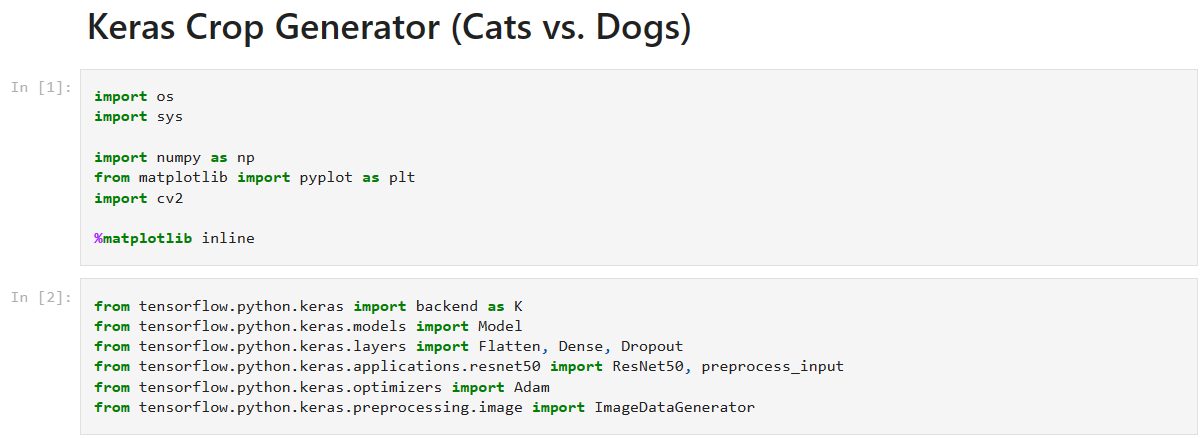 Keras Crop Generator (Cats vs. Dogs)
In [1]:
import os
import sys
import numpy as np
from matplotlib import pyplot as plt
import cv2
%matplotlib inline
In [2]:
from tensorflow.python.keras import backend as K
from tensorflow.python.keras.models import Model
from tensorflow.python.keras.layers import Flatten, Dense, Dropout
from tensorflow.python.keras.applications.resnet50 import ResNet50, preprocess_input
from tensorflow.python.keras.optimizers import Adam
from tensorflow.python.keras.preprocessing.image import ImageDataGenerator